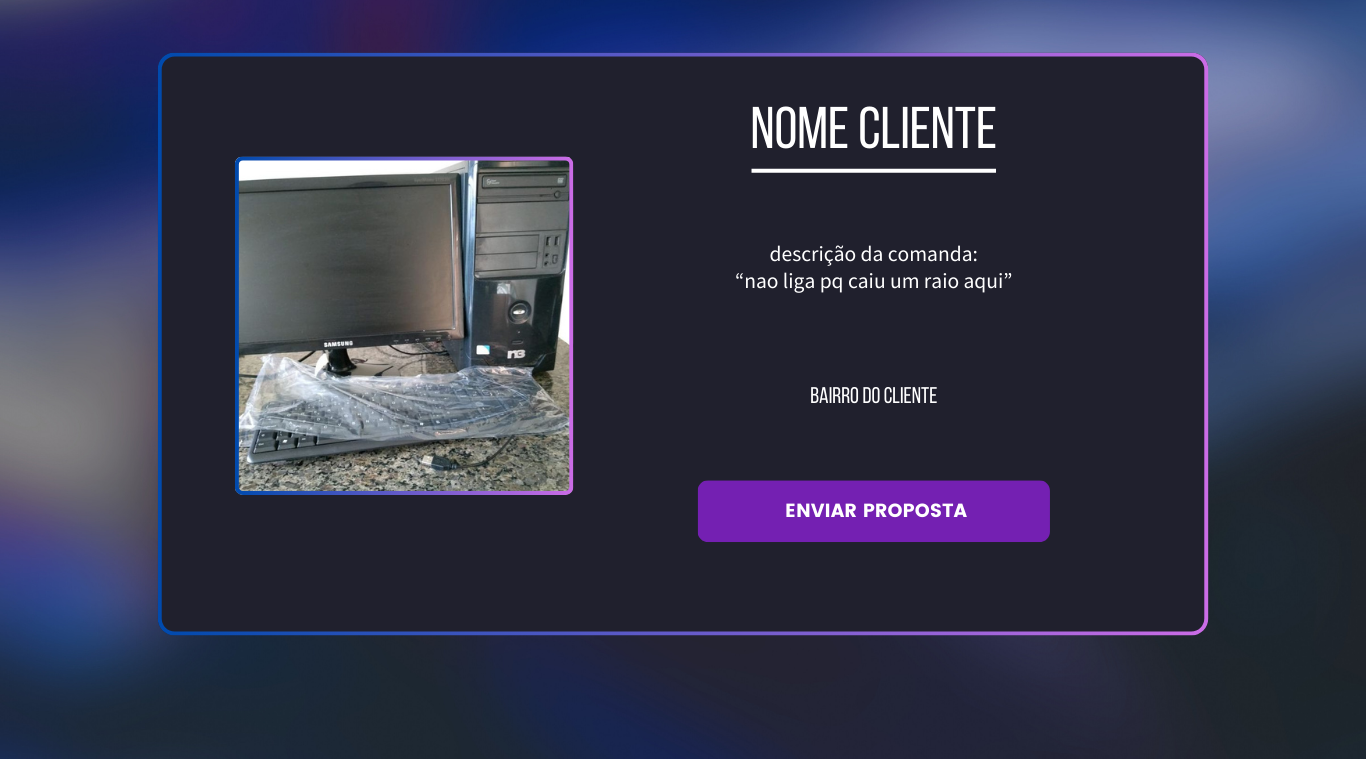 NOME CLIENTE
descrição da comanda:
“nao liga pq caiu um raio aqui”
SAMSUNG
n3
BAIRRO DO CLIENTE
ENVIAR PROPOSTA